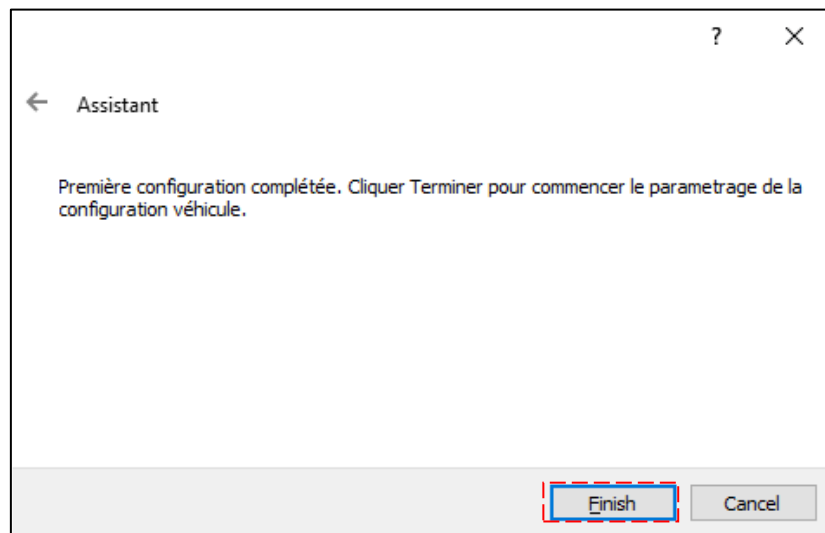 ?
Assistant
Première configuration complétée. Cliquer Terminer pour commencer le parametrage de la
configuration véhicule.
Finish Cancel